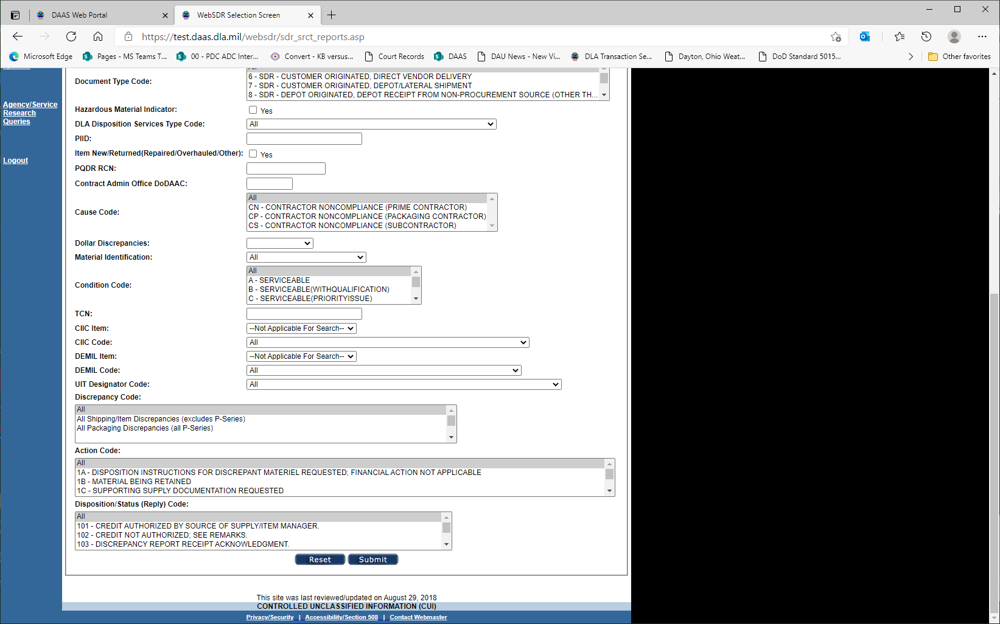 DAAS Web Portal
WebSDR Selection Screen
https://test.daas.dla.mil/websdr/sdr_srct_reports.asp
Microsoft Edge
Pages - MS Teams T...
00 - PDC ADC Inter...
Convert - KB versus...
Court Records
DAAS
DAU News - New Vi...
DLA Transaction Se...
Dayton, Ohio Weat...
DoD Standard 5015...
Other favorites
Agency/Service
Research
Queries
Logout
Document Type Code:
6 - SDR - CUSTOMER ORIGINATED, DIRECT VENDOR DELIVERY
7 - SDR - CUSTOMER ORIGINATED, DEPOT/LATERAL SHIPMENT
8 - SDR - DEPOT ORIGINATED, DEPOT RECEIPT FROM NON-PROCUREMENT SOURCE (OTHER TH...
Hazardous Material Indicator:
Yes
DLA Disposition Services Type Code:
All
PIID:
Item New/Returned(Repaired/Overhauled/Other):
Yes
PQDR RCN:
Contract Admin Office DoDAAC:
Cause Code:
All
CN - CONTRACTOR NONCOMPLIANCE (PRIME CONTRACTOR)
CP - CONTRACTOR NONCOMPLIANCE (PACKAGING CONTRACTOR)
CS - CONTRACTOR NONCOMPLIANCE (SUBCONTRACTOR)
Dollar Discrepancies:
Material Identification:
All
Condition Code:
All
A - SERVICEABLE
B - SERVICEABLE(WITHQUALIFICATION)
C - SERVICEABLE(PRIORITYISSUE)
TCN:
CIIC Item:
--Not Applicable For Search--
CIIC Code:
All
DEMIL Item:
--Not Applicable For Search--
DEMIL Code:
All
UIT Designator Code:
All
Discrepancy Code:
All
All Shipping/Item Discrepancies (excludes P-Series)
All Packaging Discrepancies (all P-Series)
Action Code:
All
1A - DISPOSITION INSTRUCTIONS FOR DISCREPANT MATERIEL REQUESTED; FINANCIAL ACTION NOT APPLICABLE
1B - MATERIAL BEING RETAINED
1C - SUPPORTING SUPPLY DOCUMENTATION REQUESTED
Disposition/Status (Reply) Code:
All
101 - CREDIT AUTHORIZED BY SOURCE OF SUPPLY/ITEM MANAGER.
102 - CREDIT NOT AUTHORIZED; SEE REMARKS.
103 - DISCREPANCY REPORT RECEIPT ACKNOWLEDGMENT.
Reset
Submit
This site was last reviewed/updated on August 29, 2018
CONTROLLED UNCLASSIFIED INFORMATION (CUI)
Privacy/Security | Accessibility/Section 508 | Contact Webmaster